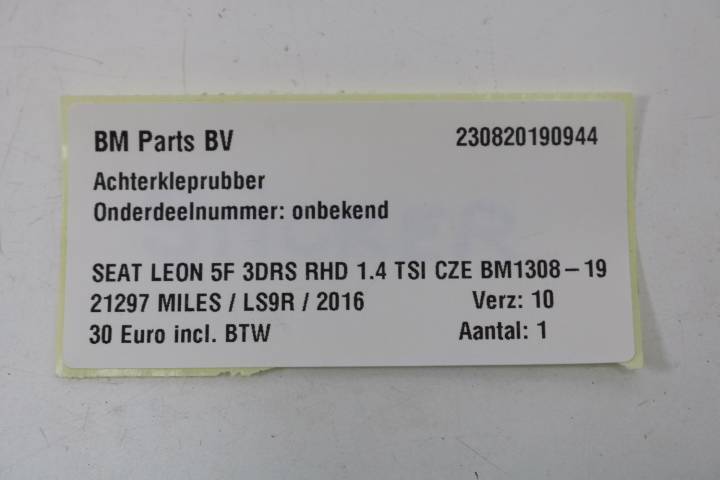 BM Parts BV 230820190944
Achterkleprubber
Onderdeelnummer: onbekend
SEAT LEON 5F 3DRS RHD 1.4 TSI CZE BM1308-19
21297 MILES / LS9R / 2016 Verz: 10
30 Euro incl. BTW Aantal: 1